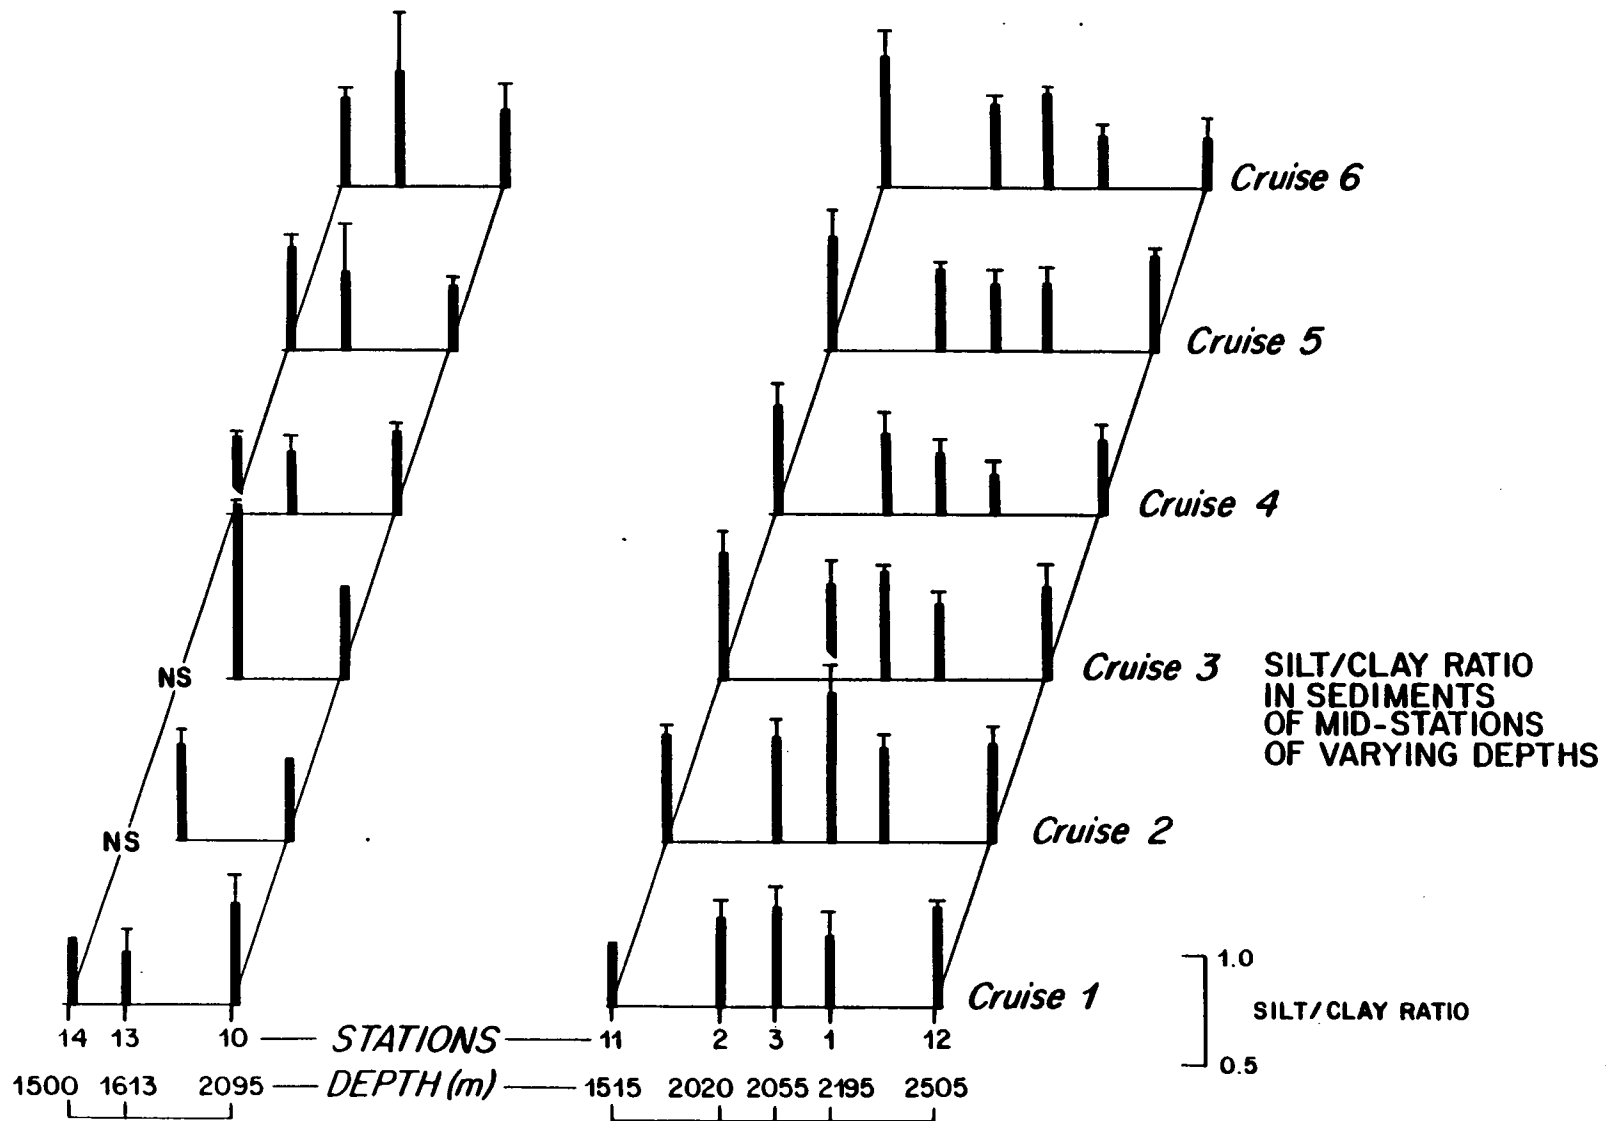 Cruise 6
Cruise 5
Cruise 4
NS
Cruise 3
SILT/CLAY RATIO
IN SEDIMENTS
OF MID-STATIONS
OF VARYING DEPTHS
NS
Cruise 2
1.0
Cruise 1
SILT/CLAY RATIO
14 13 10 STATIONS 11 2 3 1 12
0.5
1500 1613 2095 DEPTH (m) 1515 2020 2055 2195 2505